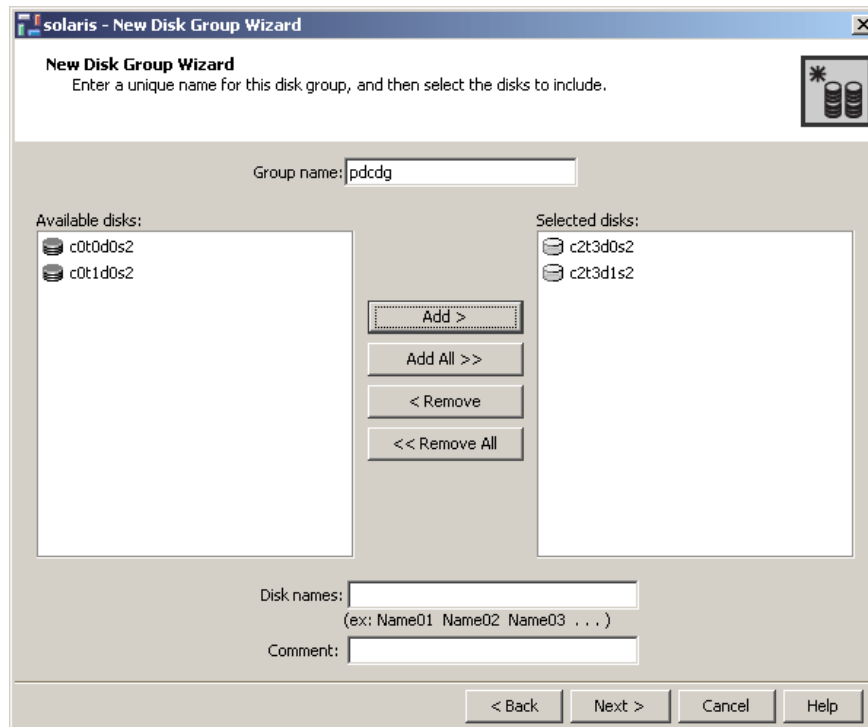 solaris - New Disk Group Wizard
New Disk Group Wizard
Enter a unique name for this disk group, and then select the disks to include.
Group name: pdcdg
Available disks:
c0t0d0s2
c0t1d0s2
Add >
Add All >>
< Remove
<< Remove All
Selected disks:
c2t3d0s2
c2t3d1s2
Disk names:
(ex: Name01 Name02 Name03 . . . )
Comment:
< Back Next > Cancel Help